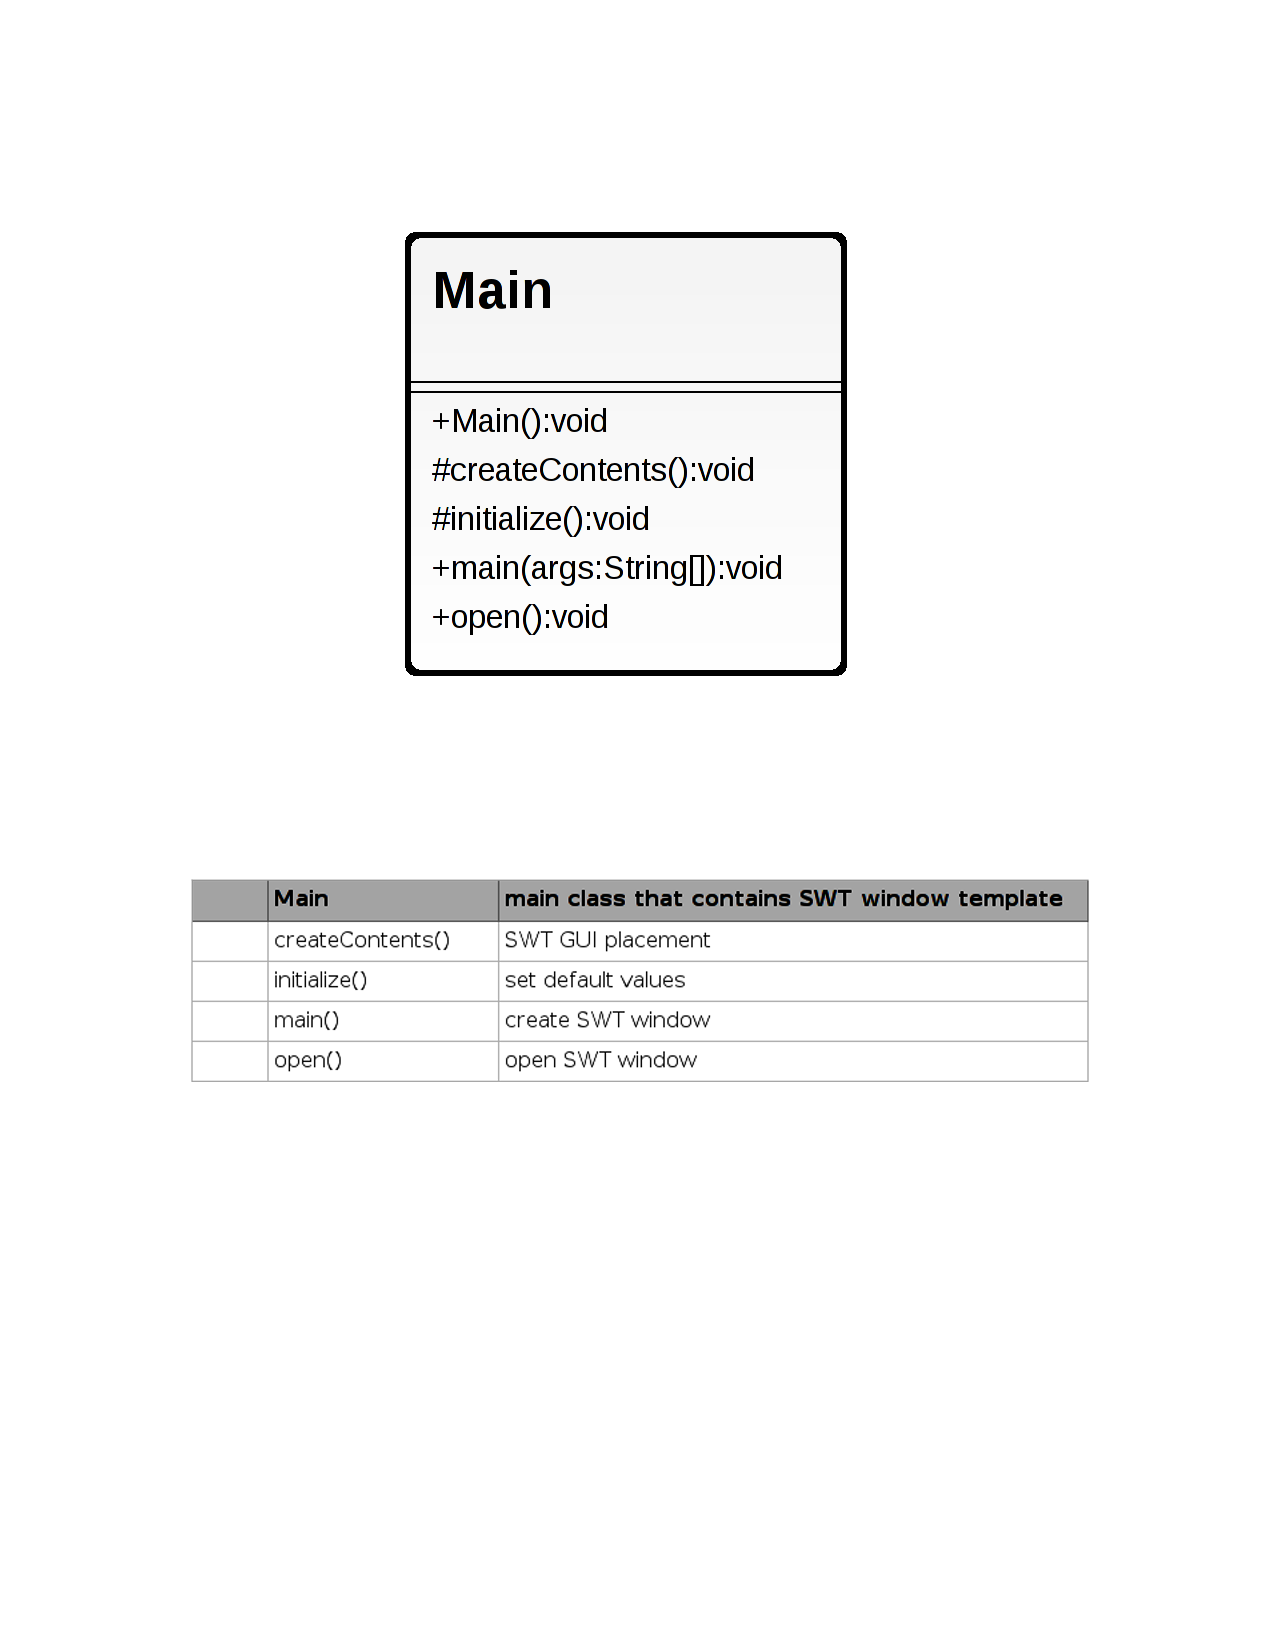 Main
+Main():void
#createContents():void
#initialize():void
+main(args:String[]):void
+open():void
Main main class that contains SWT window template
createContents() SWT GUI placement
initialize() set default values
main() create SWT window
open() open SWT window